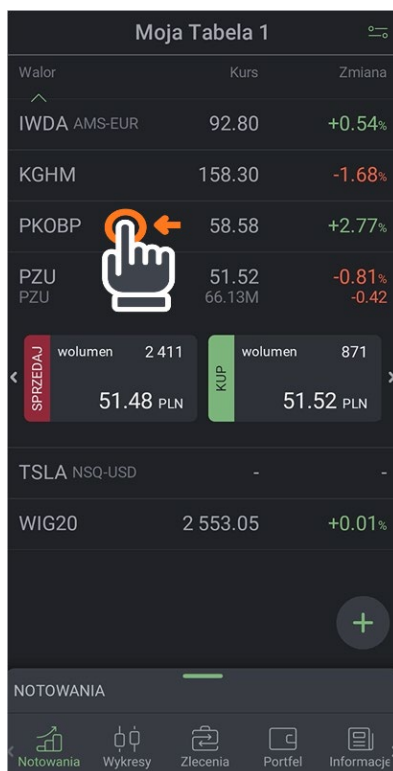 Moja Tabela 1
Walor Kurs Zmiana
IWDA AMS-EUR 92.80 +0.54%
KGHM 158.30 -1.68%
PKOBP 58.58 +2.77%
PZU 51.52 -0.81%
PZU 66.13M -0.42
SPRZEDAJ wolumen 2 411 KUP wolumen 871
51.48 PLN 51.52 PLN
TSLA NSQ-USD - -
WIG20 2 553.05 +0.01%
+
NOTOWANIA
Notowania Wykresy Zlecenia Portfel Informacje